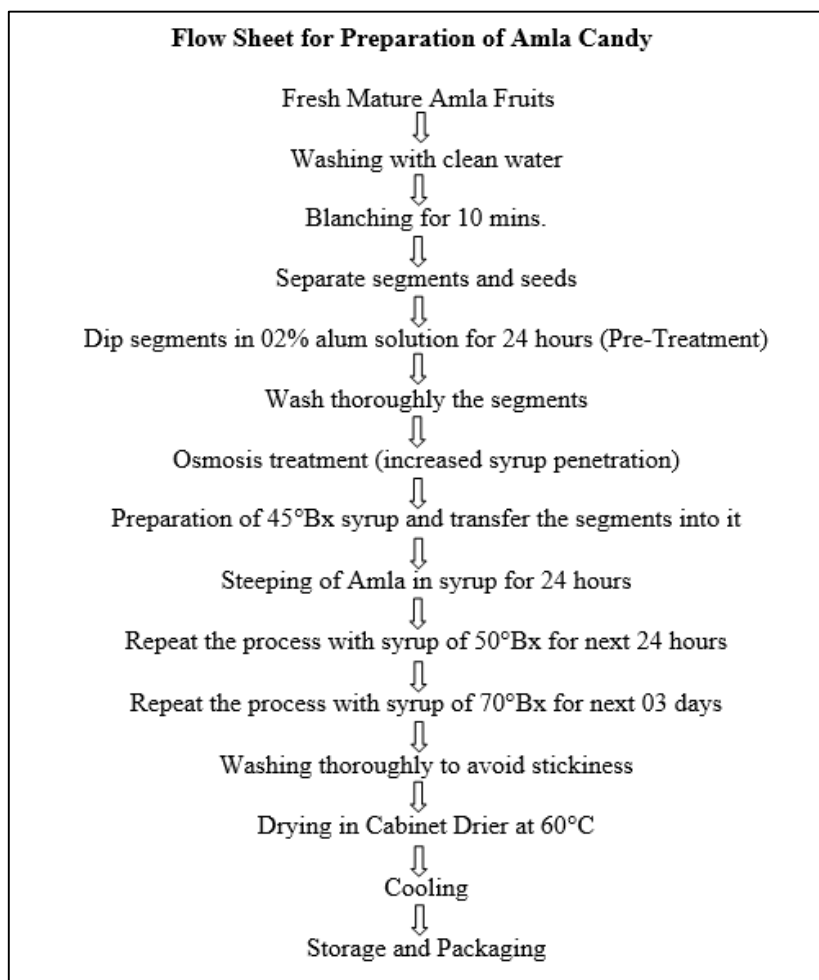 Flow Sheet for Preparation of Amla Candy
Fresh Mature Amla Fruits
Washing with clean water
Blanching for 10 mins.
Separate segments and seeds
Dip segments in 02% alum solution for 24 hours (Pre-Treatment)
Wash thoroughly the segments
Osmosis treatment (increased syrup penetration)
Preparation of 45°Bx syrup and transfer the segments into it
Steeping of Amla in syrup for 24 hours
Repeat the process with syrup of 50°Bx for next 24 hours
Repeat the process with syrup of 70°Bx for next 03 days
Washing thoroughly to avoid stickiness
Drying in Cabinet Drier at 60°C
Cooling
Storage and Packaging